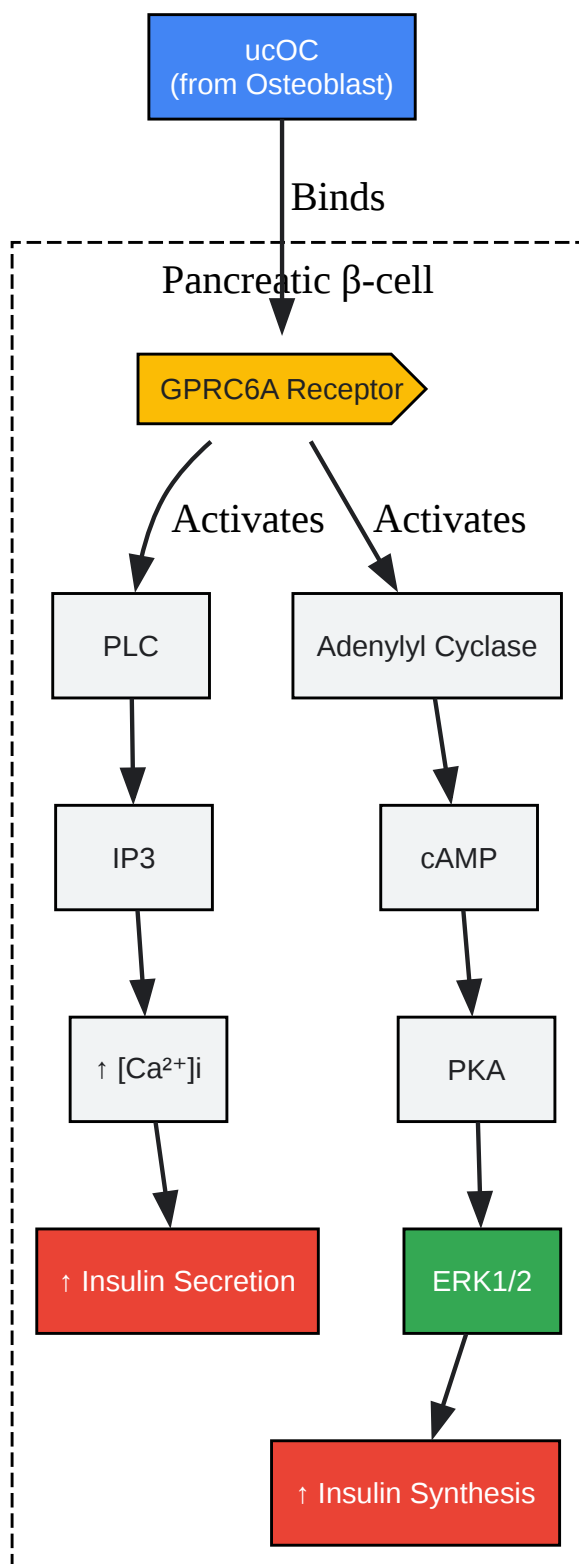 ucOC
(from Osteoblast)
Binds
Pancreatic β-cell
GPRC6A Receptor
Activates
Activates
PLC
Adenylyl Cyclase
IP3
cAMP
↑ [Ca²⁺]i
PKA
↑ Insulin Secretion
ERK1/2
↑ Insulin Synthesis